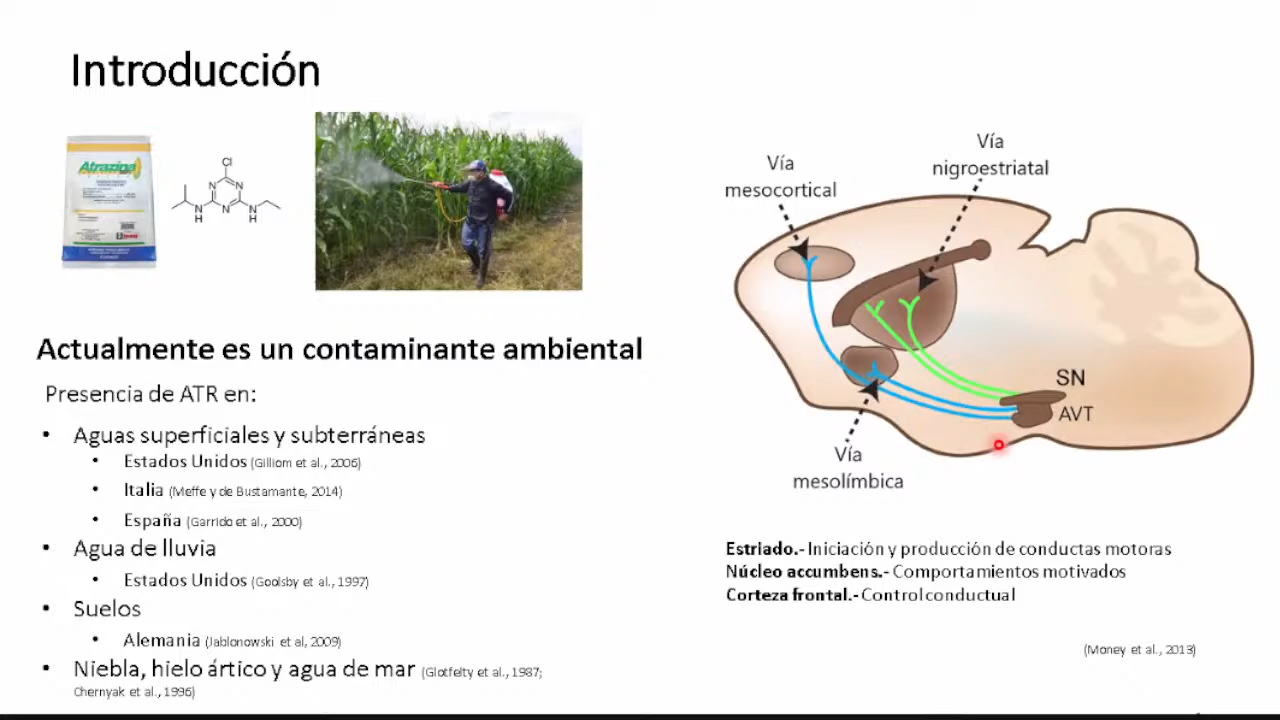 Introducción
Atrazina
Cl
N
N
N
N
H
N
H
Vía
mesocortical
Vía
nigroestriatal
SN
AVT
Vía
mesolímbica
Actualmente es un contaminante ambiental
Presencia de ATR en:
• Aguas superficiales y subterráneas
• Estados Unidos (Gilliom et al., 2006)
• Italia (Meffe y de Bustamante, 2014)
• España (Garrido et al., 2000)
• Agua de lluvia
• Estados Unidos (Goolsby et al., 1997)
• Suelos
• Alemania (Jablonowski et al, 2009)
• Niebla, hielo ártico y agua de mar (Glotfelty et al., 1987;
Chernyak et al., 1996)
Estriado.- Iniciación y producción de conductas motoras
Núcleo accumbens.- Comportamientos motivados
Corteza frontal.- Control conductual
(Money et al., 2013)